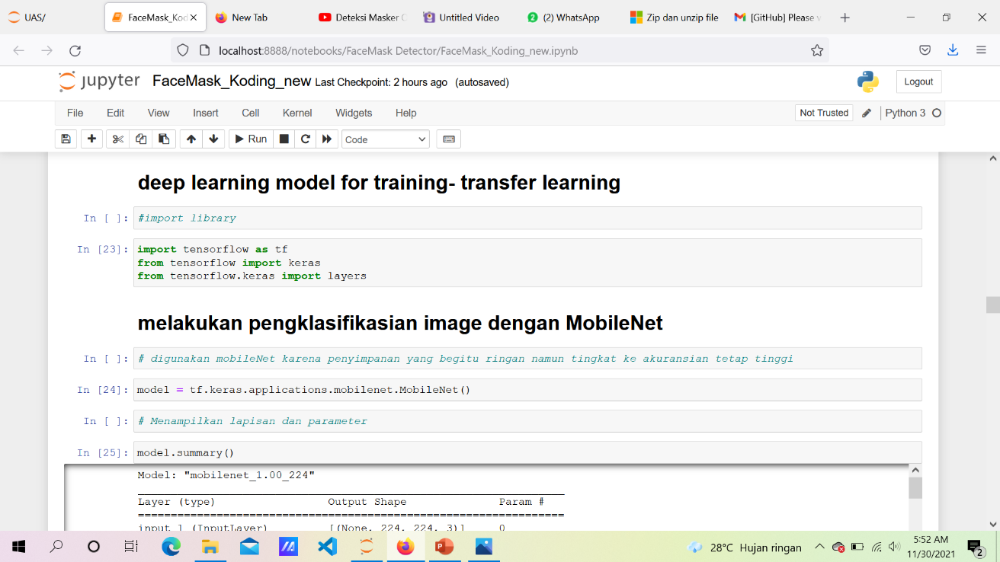 UAS/
FaceMask_Kod
New Tab
Deteksi Masker
Untitled Video
(2) WhatsApp
Zip dan unzip file
[GitHub] Please
localhost:8888/notebooks/FaceMask Detector/FaceMask_Koding_new.ipynb
jupyter FaceMask_Koding_new Last Checkpoint: 2 hours ago (autosaved)
Logout
File Edit View Insert Cell Kernel Widgets Help
Not Trusted Python 3
Run Code
deep learning model for training- transfer learning
In [ ]: #import library
In [23]: import tensorflow as tf
from tensorflow import keras
from tensorflow.keras import layers
melakukan pengklasifikasian image dengan MobileNet
In [ ]: # digunakan mobileNet karena penyimpanan yang begitu ringan namun tingkat ke akuransian tetap tinggi
In [24]: model = tf.keras.applications.mobilenet.MobileNet()
In [ ]: # Menampilkan lapisan dan parameter
In [25]: model.summary()
Model: "mobilenet_1.00_224"
Layer (type) Output Shape Param #
=================================================================
input_1 (InputLayer) [(None, 224, 224, 3)] 0
28°C Hujan ringan
5:52 AM
11/30/2021
2